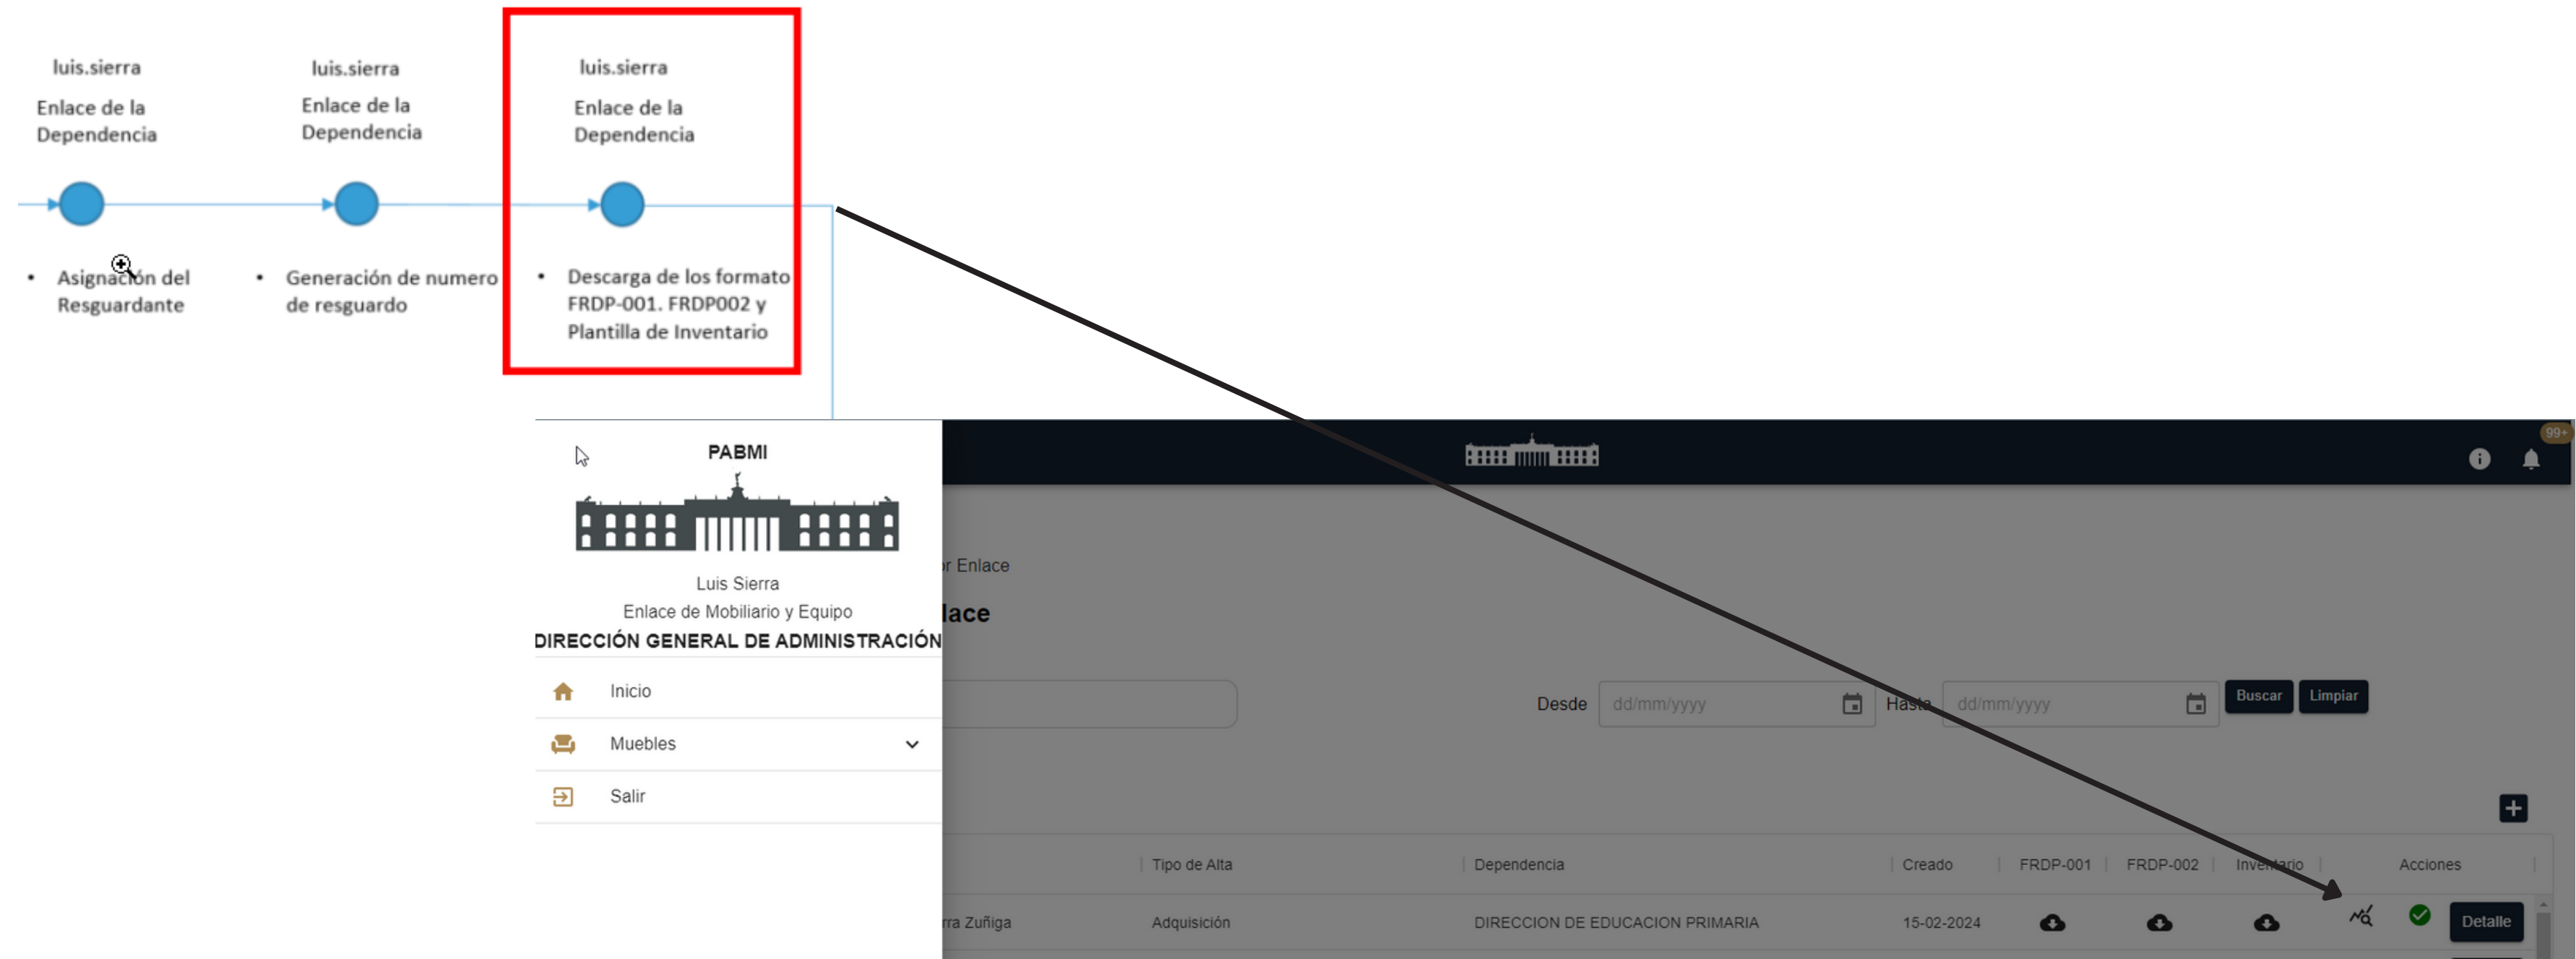 luis.sierra
Enlace de la
Dependencia
luis.sierra
Enlace de la
Dependencia
luis.sierra
Enlace de la
Dependencia
• Asignación del
Resguardante
• Generación de numero
de resguardo
• Descarga de los formato
FRDP-001. FRDP002 y
Plantilla de Inventario
PABMI
Luis Sierra
Enlace de Mobiliario y Equipo
DIRECCIÓN GENERAL DE ADMINISTRACIÓN
Inicio
Muebles
Salir
99+
or Enlace
lace
Desde dd/mm/yyyy Hasta dd/mm/yyyy Buscar Limpiar
Tipo de Alta Dependencia Creado FRDP-001 FRDP-002 Inventario Acciones
rra Zuñiga Adquisición DIRECCION DE EDUCACION PRIMARIA 15-02-2024 Detalle